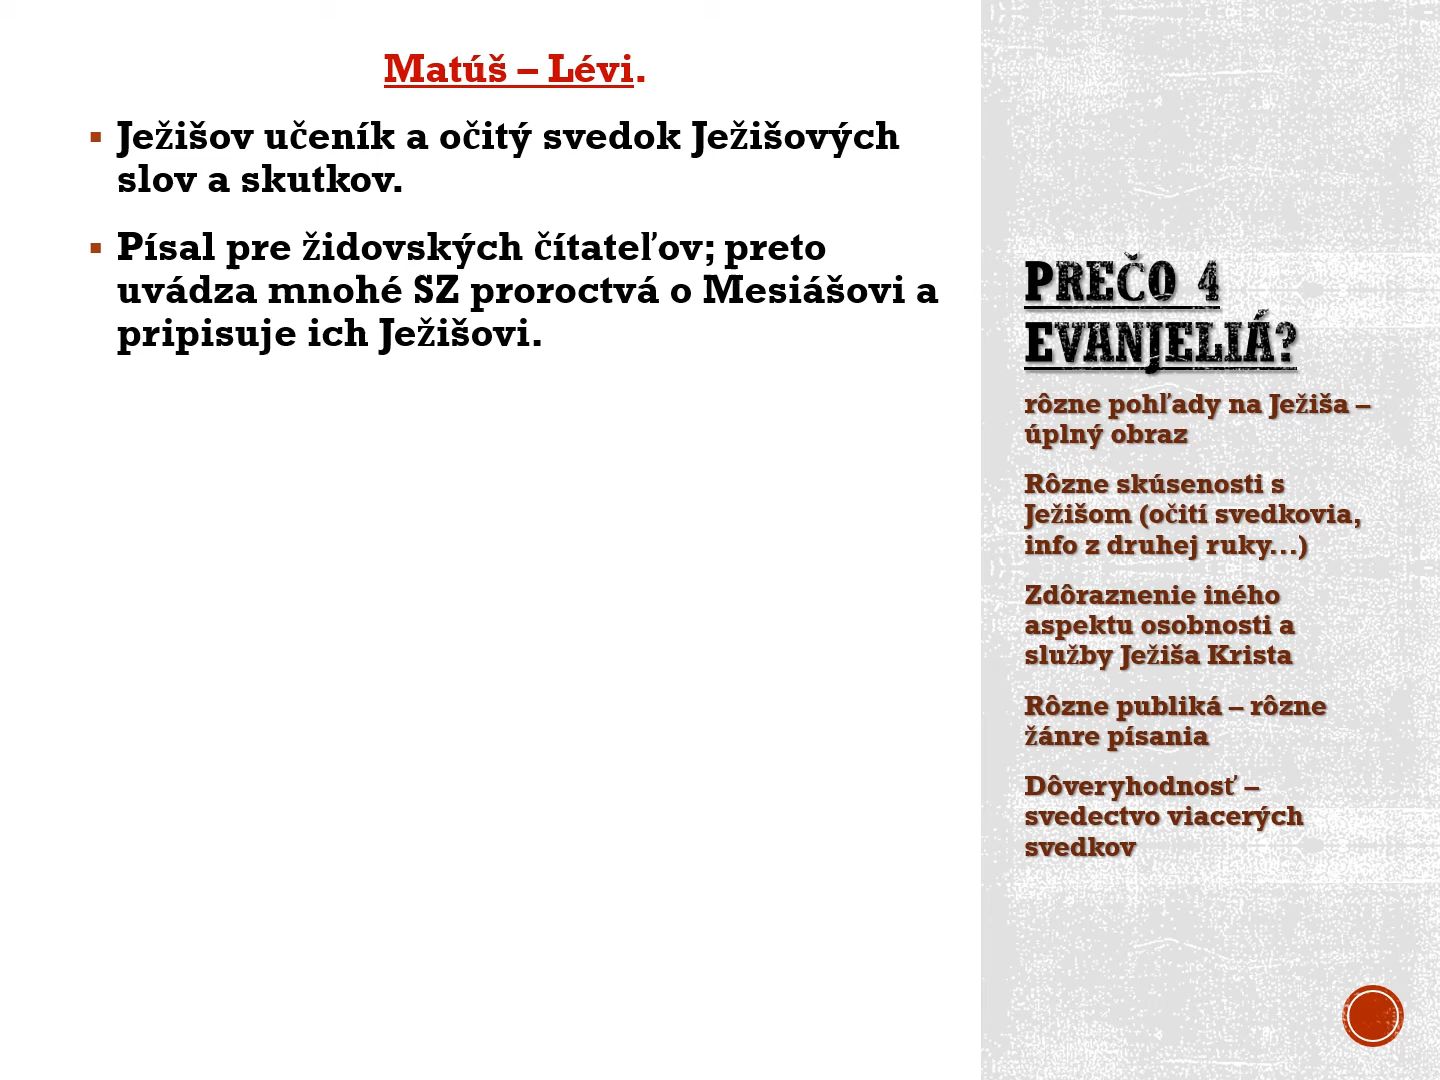 Matúš – Lévi.
▪ Ježišov učeník a očitý svedok Ježišových
slov a skutkov.
▪ Písal pre židovských čítateľov; preto
uvádza mnohé SZ proroctvá o Mesiášovi a
pripisuje ich Ježišovi.
PREČO 4
EVANJELIÁ?
rôzne pohľady na Ježiša –
úplný obraz
Rôzne skúsenosti s
Ježišom (očití svedkovia,
info z druhej ruky...)
Zdôraznenie iného
aspektu osobnosti a
služby Ježiša Krista
Rôzne publiká – rôzne
žánre písania
Dôveryhodnosť –
svedectvo viacerých
svedkov